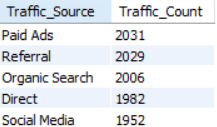 Traffic_Source Traffic_Count
Paid Ads 2031
Referral 2029
Organic Search 2006
Direct 1982
Social Media 1952